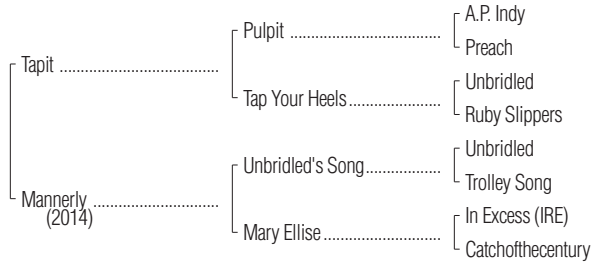 A.P. Indy
Pulpit ......................................
Preach
Tapit ........................................
Unbridled
Tap Your Heels.......................
Ruby Slippers
Unbridled
Unbridled's Song...................
Trolley Song
Mannerly ................................
(2014)
In Excess (IRE)
Mary Ellise.............................
Catchofthecentury